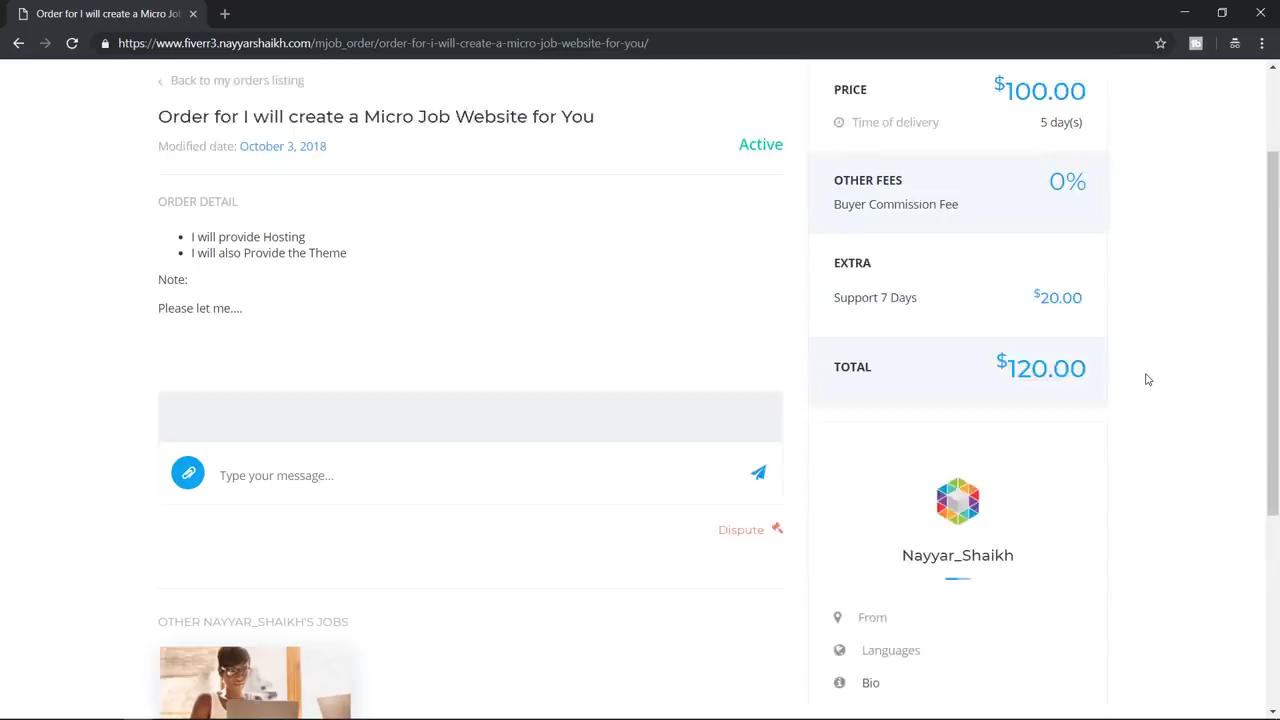 Order for I will create a Micro Jol
https://www.fiverr3.nayyarshaikh.com/mjob_order/order-for-i-will-create-a-micro-job-website-for-you/
Back to my orders listing
Order for I will create a Micro Job Website for You
Modified date: October 3, 2018
Active
ORDER DETAIL
• I will provide Hosting
• I will also Provide the Theme
Note:
Please let me....
Type your message...
Dispute
OTHER NAYYAR_SHAIKH'S JOBS
PRICE
$100.00
Time of delivery
5 day(s)
OTHER FEES
0%
Buyer Commission Fee
EXTRA
Support 7 Days
$20.00
TOTAL
$120.00
Nayyar_Shaikh
From
Languages
Bio